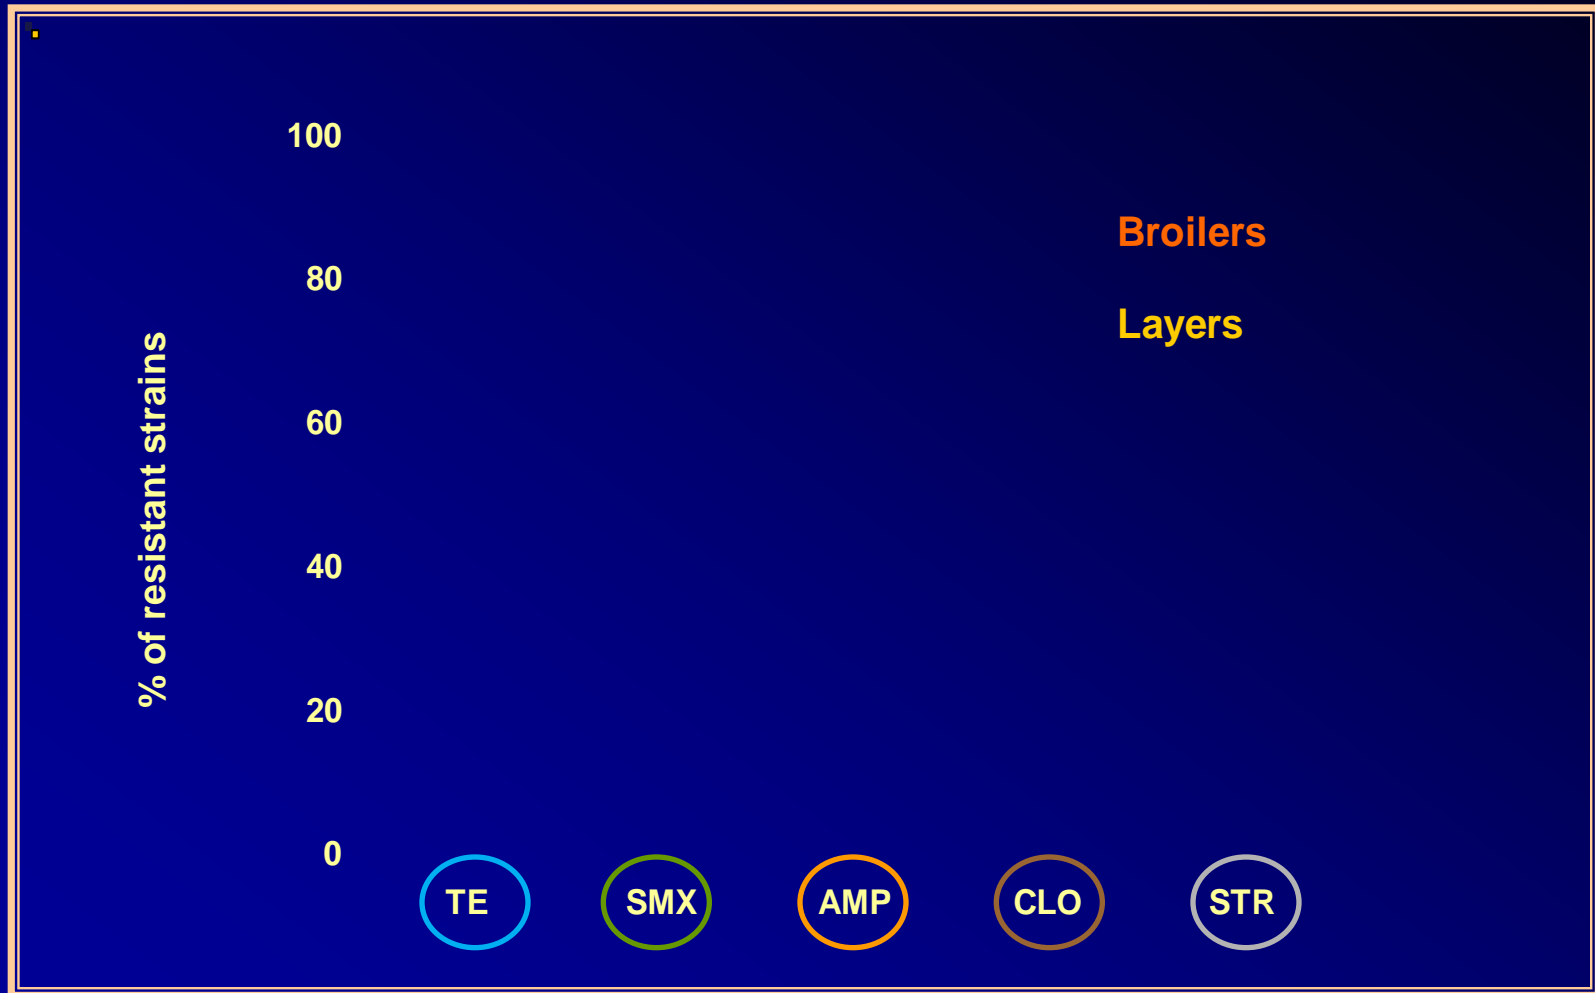 100
Broilers
80
Layers
% of resistant strains
60
40
20
0
TE SMX AMP CLO STR